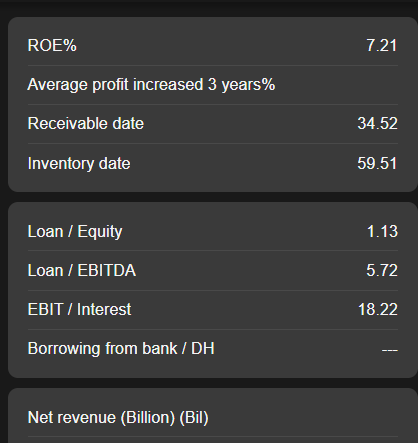 ROE% 7.21
Average profit increased 3 years%
Receivable date 34.52
Inventory date 59.51
Loan / Equity 1.13
Loan / EBITDA 5.72
EBIT / Interest 18.22
Borrowing from bank / DH ---
Net revenue (Billion) (Bil)